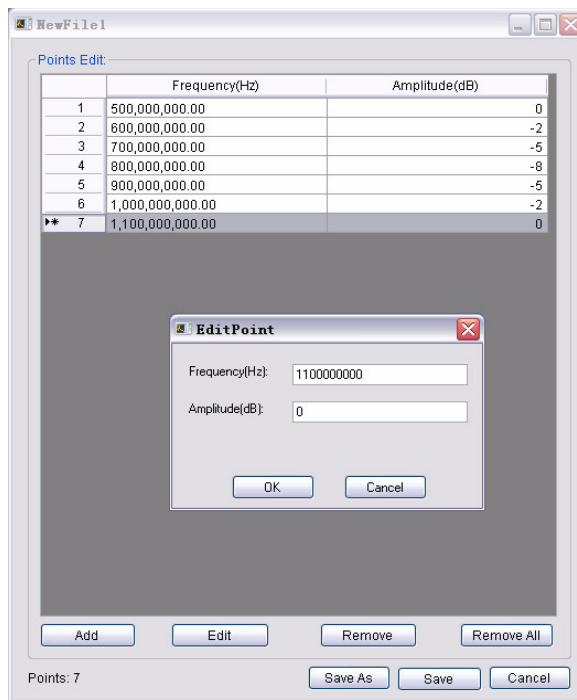 NewFile1
Points Edit:
Frequency(Hz) Amplitude(dB)
1 500,000,000.00 0
2 600,000,000.00 -2
3 700,000,000.00 -5
4 800,000,000.00 -8
5 900,000,000.00 -5
6 1,000,000,000.00 -2
7 1,100,000,000.00 0
EditPoint
Frequency(Hz): 1100000000
Amplitude(dB): 0
OK Cancel
Add Edit Remove Remove All
Points: 7 Save As Save Cancel